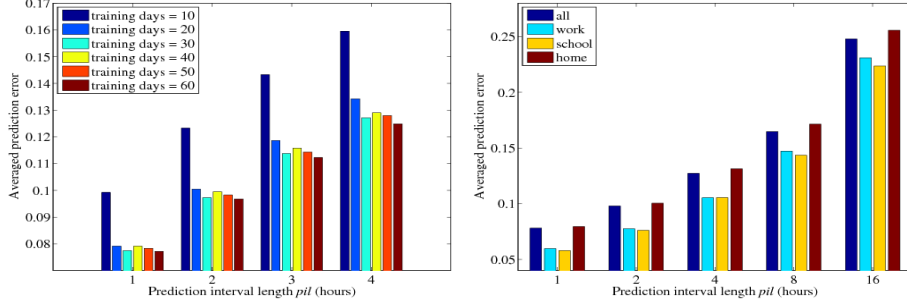 0.17
0.16
0.15
0.14
0.13
0.12
0.11
0.1
0.09
0.08
Averaged prediction error
training days = 10
training days = 20
training days = 30
training days = 40
training days = 50
training days = 60
1 2 3 4
Prediction interval length pil (hours)
0.25
0.2
0.15
0.1
0.05
Averaged prediction error
all
work
school
home
1 2 4 8 16
Prediction interval length pil (hours)